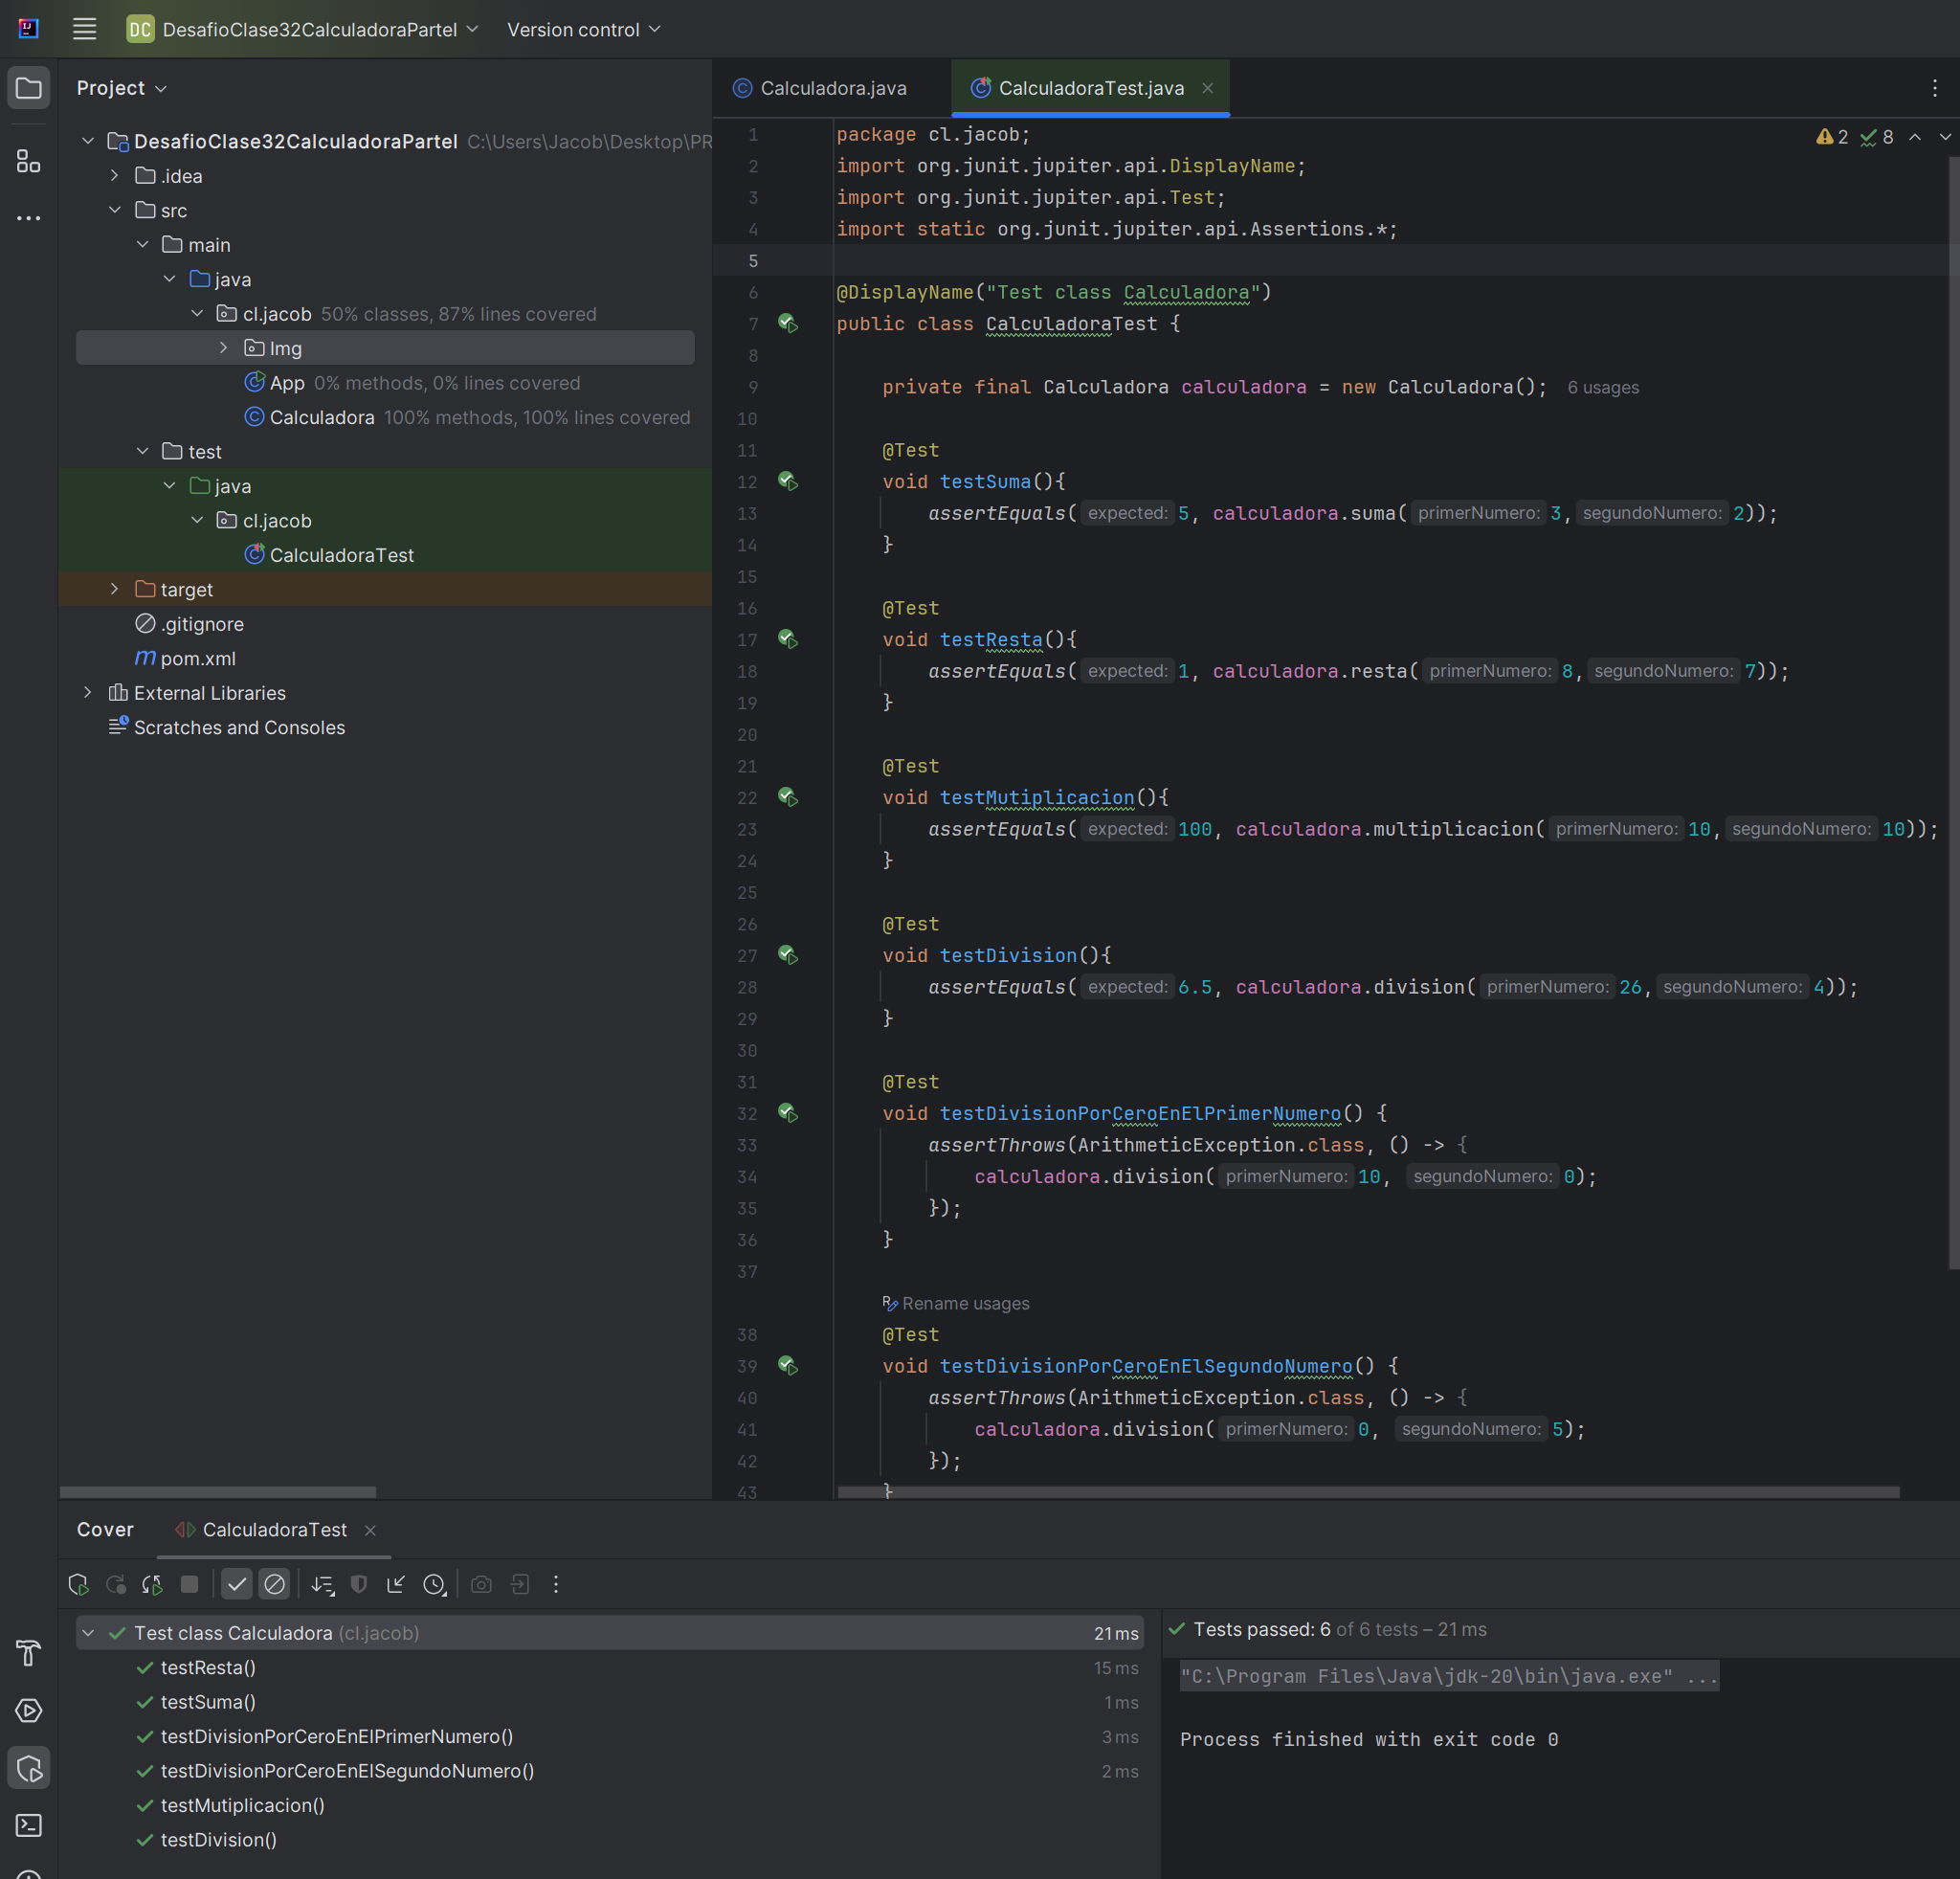 DC DesafioClase32CalculadoraPartel Version control
Project
DesafioClase32CalculadoraPartel C:\Users\Jacob\Desktop\PR
.idea
src
main
java
cl.jacob 50% classes, 87% lines covered
Img
App 0% methods, 0% lines covered
Calculadora 100% methods, 100% lines covered
test
java
cl.jacob
CalculadoraTest
target
.gitignore
pom.xml
External Libraries
Scratches and Consoles
Calculadora.java CalculadoraTest.java
2 8
1 package cl.jacob;
2 import org.junit.jupiter.api.DisplayName;
3 import org.junit.jupiter.api.Test;
4 import static org.junit.jupiter.api.Assertions.*;
5
6 @DisplayName("Test class Calculadora")
7 public class CalculadoraTest {
8
9 private final Calculadora calculadora = new Calculadora(); 6 usages
10
11 @Test
12 void testSuma(){
13 assertEquals( expected: 5, calculadora.suma( primerNumero: 3, segundoNumero: 2));
14 }
15
16 @Test
17 void testResta(){
18 assertEquals( expected: 1, calculadora.resta( primerNumero: 8, segundoNumero: 7));
19 }
20
21 @Test
22 void testMutiplicacion(){
23 assertEquals( expected: 100, calculadora.multiplicacion( primerNumero: 10, segundoNumero: 10));
24 }
25
26 @Test
27 void testDivision(){
28 assertEquals( expected: 6.5, calculadora.division( primerNumero: 26, segundoNumero: 4));
29 }
30
31 @Test
32 void testDivisionPorCeroEnElPrimerNumero() {
33 assertThrows(ArithmeticException.class, () -> {
34 calculadora.division( primerNumero: 10, segundoNumero: 0);
35 });
36 }
37
Rename usages
38 @Test
39 void testDivisionPorCeroEnElSegundoNumero() {
40 assertThrows(ArithmeticException.class, () -> {
41 calculadora.division( primerNumero: 0, segundoNumero: 5);
42 });
43 }
Cover CalculadoraTest
Test class Calculadora (cl.jacob) 21 ms
testResta() 15 ms
testSuma() 1 ms
testDivisionPorCeroEnElPrimerNumero() 3 ms
testDivisionPorCeroEnElSegundoNumero() 2 ms
testMutiplicacion()
testDivision()
Tests passed: 6 of 6 tests – 21 ms
"C:\Program Files\Java\jdk-20\bin\java.exe" ...
Process finished with exit code 0